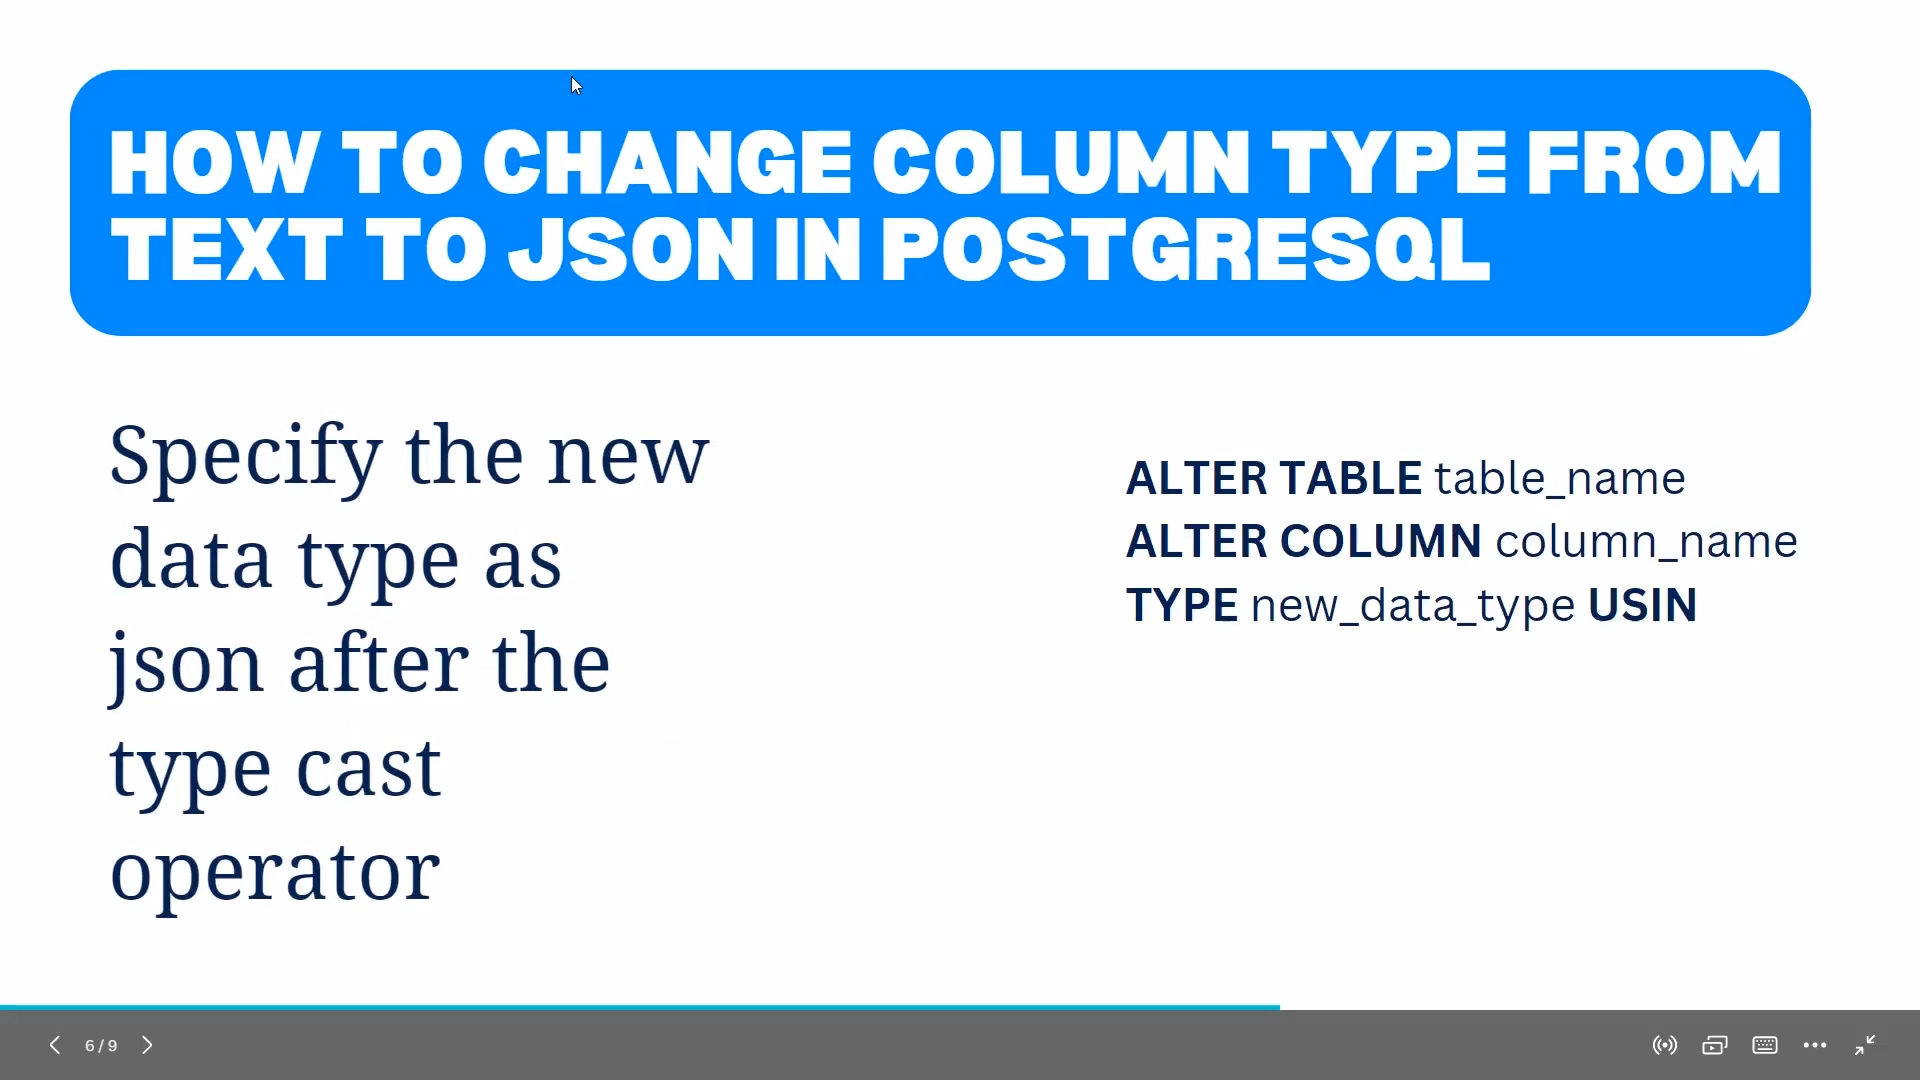 HOW TO CHANGE COLUMN TYPE FROM
TEXT TO JSON IN POSTGRESQL
Specify the new
data type as
json after the
type cast
operator
ALTER TABLE table_name
ALTER COLUMN column_name
TYPE new_data_type USIN
6 / 9